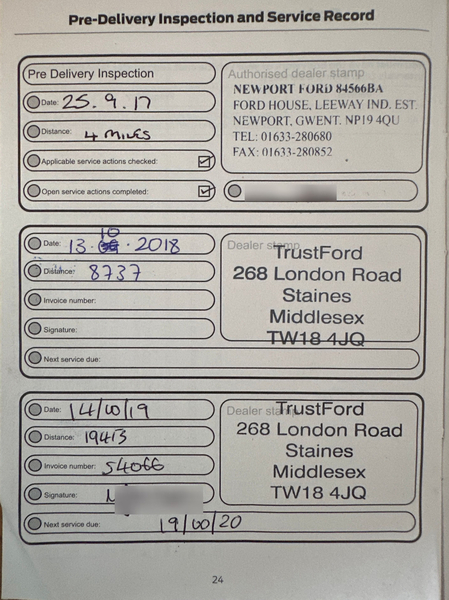 Pre-Delivery Inspection and Service Record
Pre Delivery Inspection
Date: 25.9.17
Distance: 4 MILES
Applicable service actions checked:
Open service actions completed:
Authorised dealer stamp
NEWPORT FORD 84566BA
FORD HOUSE, LEEWAY IND. EST.
NEWPORT, GWENT. NP19 4QU
TEL: 01633-280680
FAX: 01633-280852
Date: 13.10.2018
Distance: 8737
Invoice number:
Signature:
Next service due:
Dealer stamp
TrustFord
268 London Road
Staines
Middlesex
TW18 4JQ
Date: 14/10/19
Distance: 19413
Invoice number: 54066
Signature:
Next service due: 19/10/20
Dealer stamp
TrustFord
268 London Road
Staines
Middlesex
TW18 4JQ
24